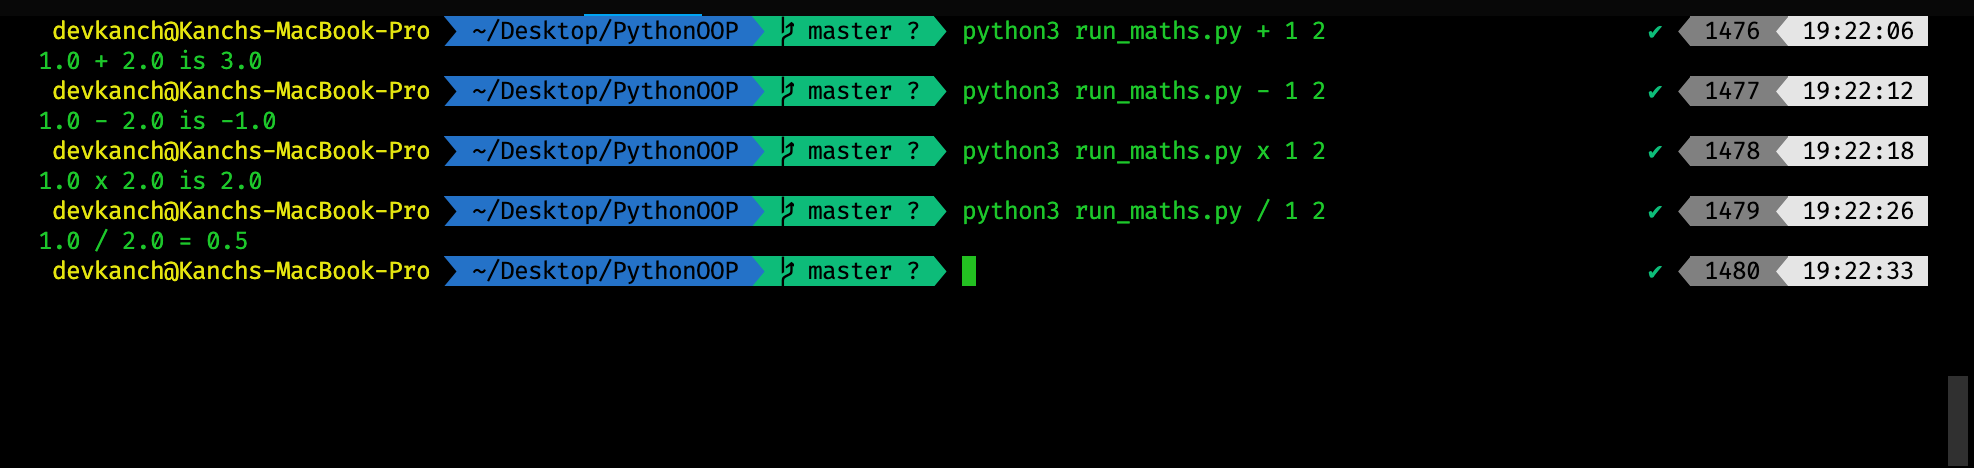 devkanch@Kanchs-MacBook-Pro ~/Desktop/PythonOOP master ? python3 run_maths.py + 1 2 ✔ 1476 19:22:06
1.0 + 2.0 is 3.0
devkanch@Kanchs-MacBook-Pro ~/Desktop/PythonOOP master ? python3 run_maths.py - 1 2 ✔ 1477 19:22:12
1.0 - 2.0 is -1.0
devkanch@Kanchs-MacBook-Pro ~/Desktop/PythonOOP master ? python3 run_maths.py x 1 2 ✔ 1478 19:22:18
1.0 x 2.0 is 2.0
devkanch@Kanchs-MacBook-Pro ~/Desktop/PythonOOP master ? python3 run_maths.py / 1 2 ✔ 1479 19:22:26
1.0 / 2.0 = 0.5
devkanch@Kanchs-MacBook-Pro ~/Desktop/PythonOOP master ? ✔ 1480 19:22:33